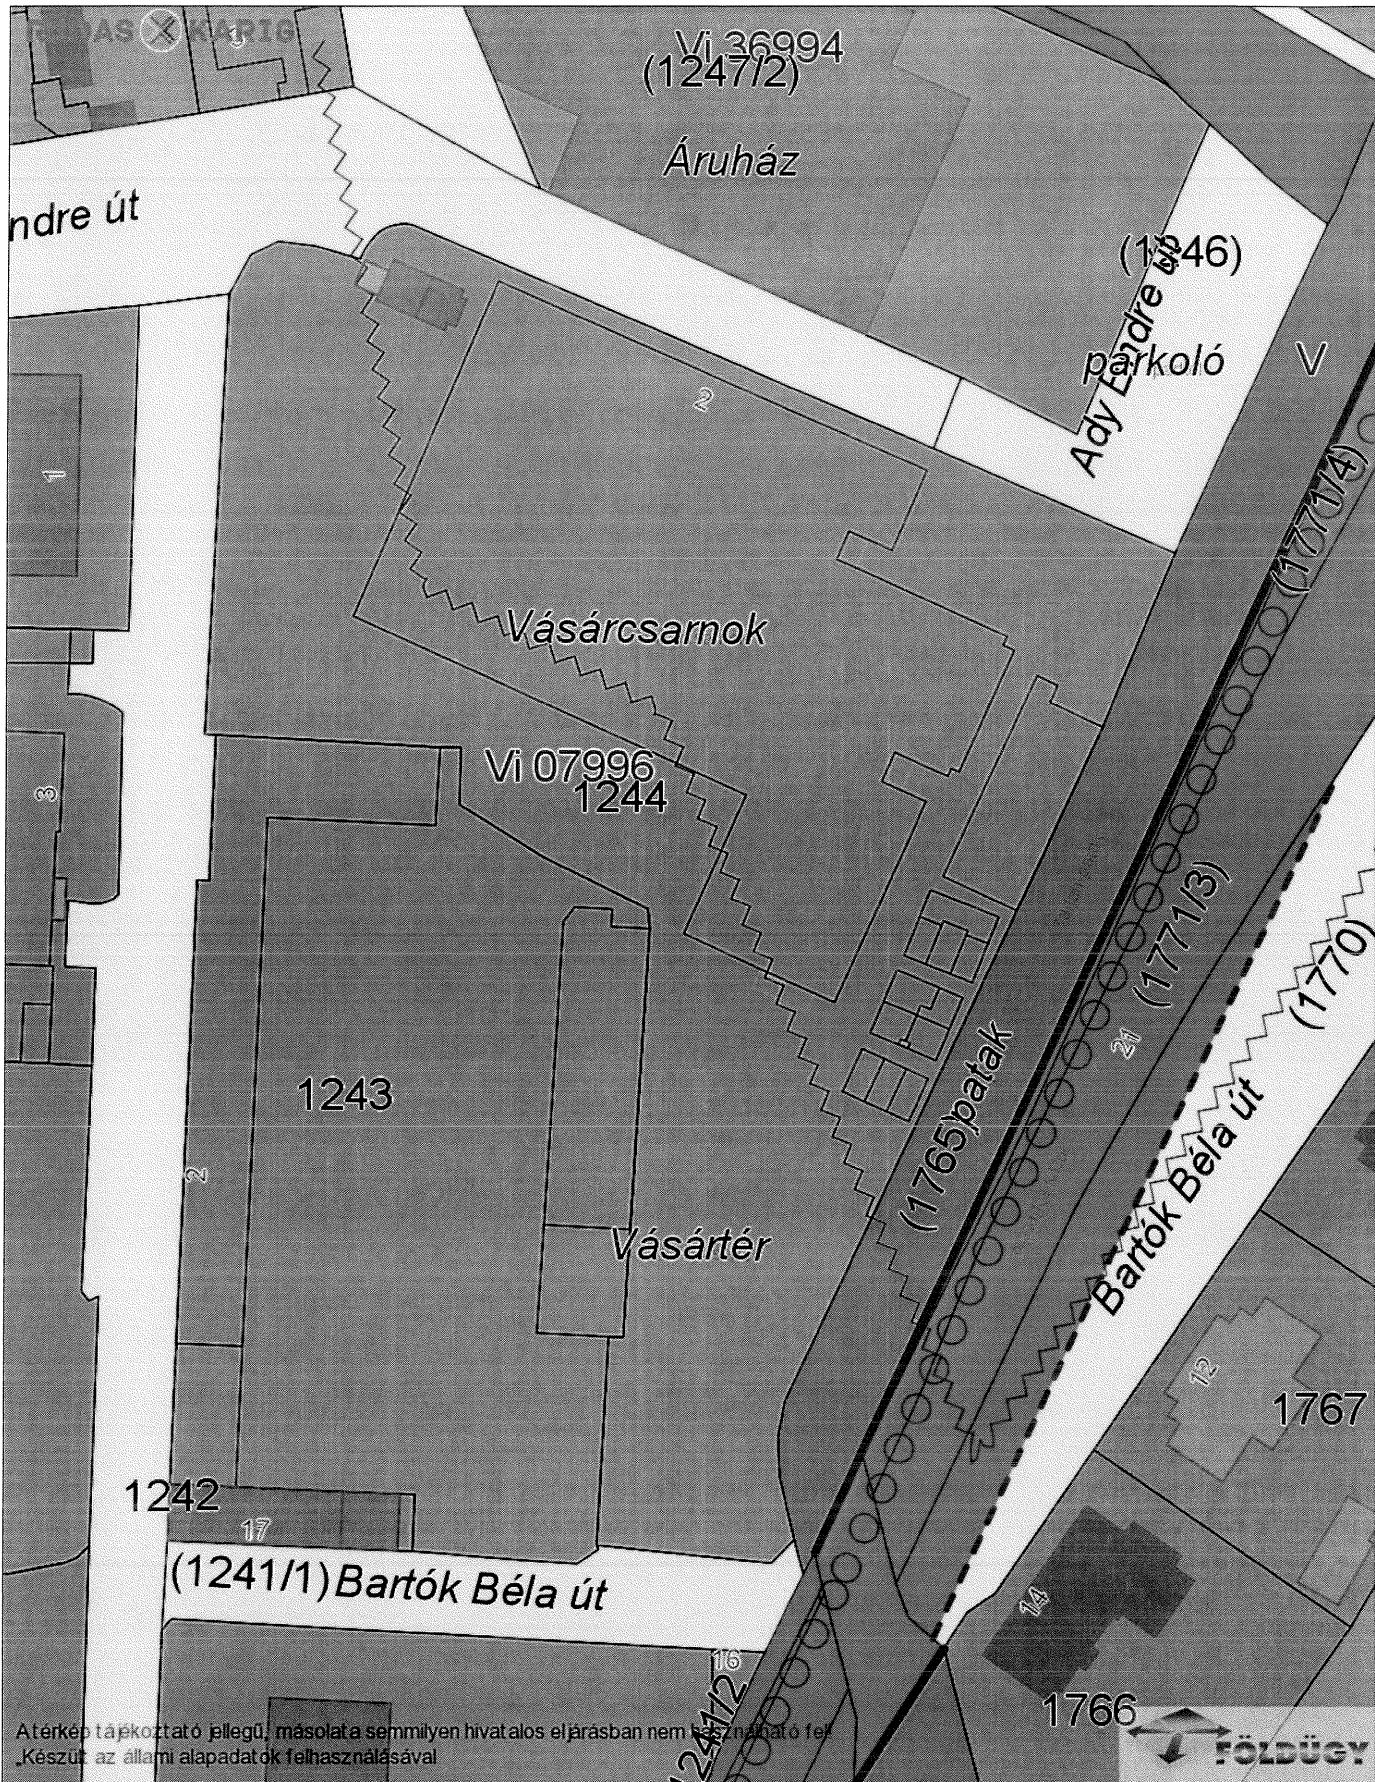 Vi 36994
(1247/2)
Áruház
ndre út
(1246)
Ady Endre út
parkoló
V
2
1
(1771/4)
Vásárcsarnok
Vi 07996
1244
3
(1771/3)
(1770)
21
1243
(1765)patak
2
Bartók Béla út
Vásártér
12
1767
1242
17
(1241/1) Bartók Béla út
14
16
1241/2
1766
A térkép tájékoztató jellegű, másolata semmilyen hivatalos eljárásban nem használható fel!
„Készült az állami alapadatok felhasználásával
FÖLDÜGY